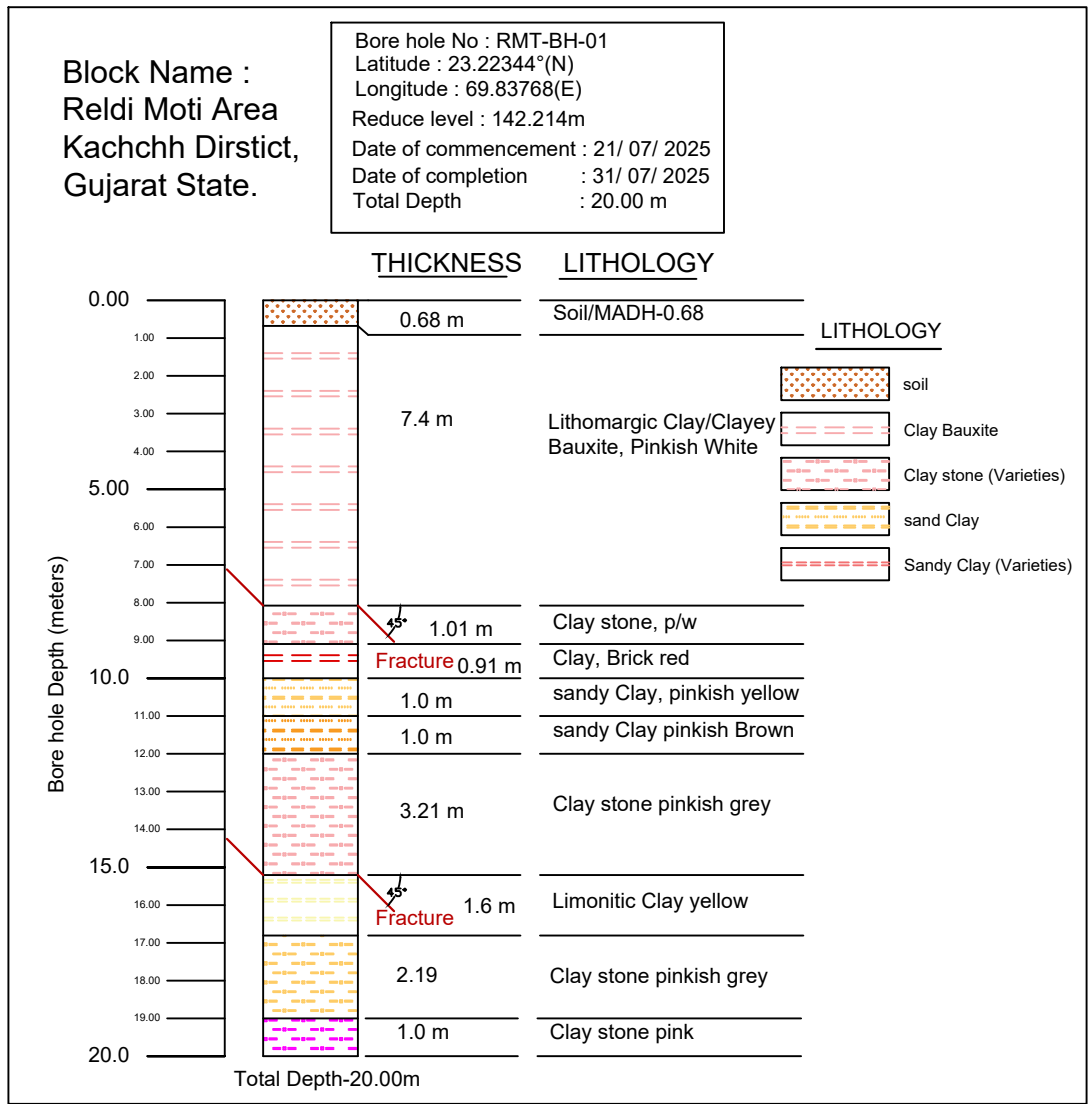 Block Name :
Reldi Moti Area
Kachchh Dirstict,
Gujarat State.
Bore hole No : RMT-BH-01
Latitude : 23.22344°(N)
Longitude : 69.83768(E)
Reduce level : 142.214m
Date of commencement : 21/ 07/ 2025
Date of completion : 31/ 07/ 2025
Total Depth : 20.00 m
THICKNESS LITHOLOGY
0.00
1.00
2.00
3.00
4.00
5.00
6.00
7.00
8.00
9.00
10.0
11.00
12.00
13.00
14.00
15.0
16.00
17.00
18.00
19.00
20.0
Bore hole Depth (meters)
0.68 m
Soil/MADH-0.68
7.4 m
Lithomargic Clay/Clayey
Bauxite, Pinkish White
45°
1.01 m
Clay stone, p/w
Fracture
0.91 m
Clay, Brick red
1.0 m
sandy Clay, pinkish yellow
1.0 m
sandy Clay pinkish Brown
3.21 m
Clay stone pinkish grey
45°
Fracture
1.6 m
Limonitic Clay yellow
2.19
Clay stone pinkish grey
1.0 m
Clay stone pink
Total Depth-20.00m
LITHOLOGY
soil
Clay Bauxite
Clay stone (Varieties)
sand Clay
Sandy Clay (Varieties)